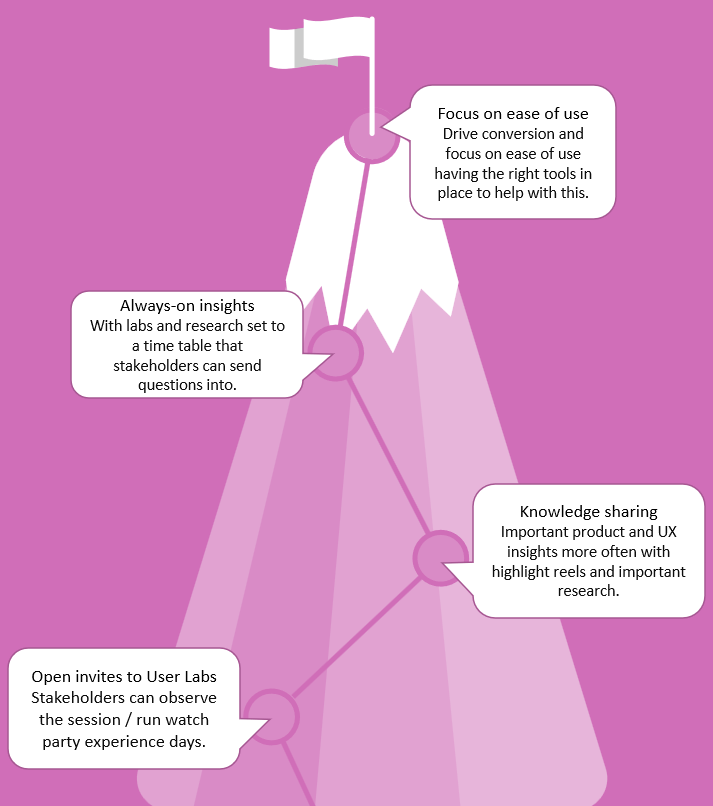 Focus on ease of use
Drive conversion and
focus on ease of use
having the right tools in
place to help with this.
Always-on insights
With labs and research set to
a time table that
stakeholders can send
questions into.
Knowledge sharing
Important product and UX
insights more often with
highlight reels and important
research.
Open invites to User Labs
Stakeholders can observe
the session / run watch
party experience days.